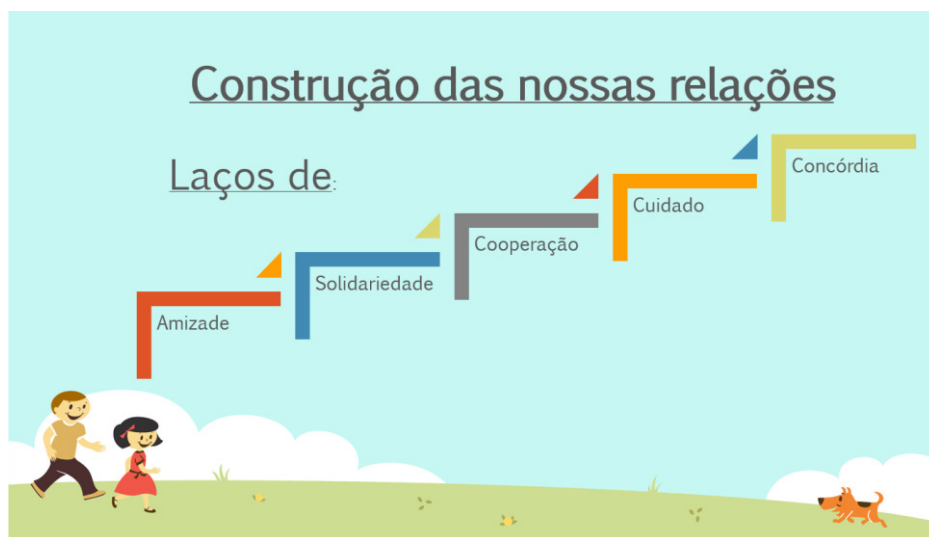 Construção das nossas relações
Laços de:
Amizade
Solidariedade
Cooperação
Cuidado
Concórdia